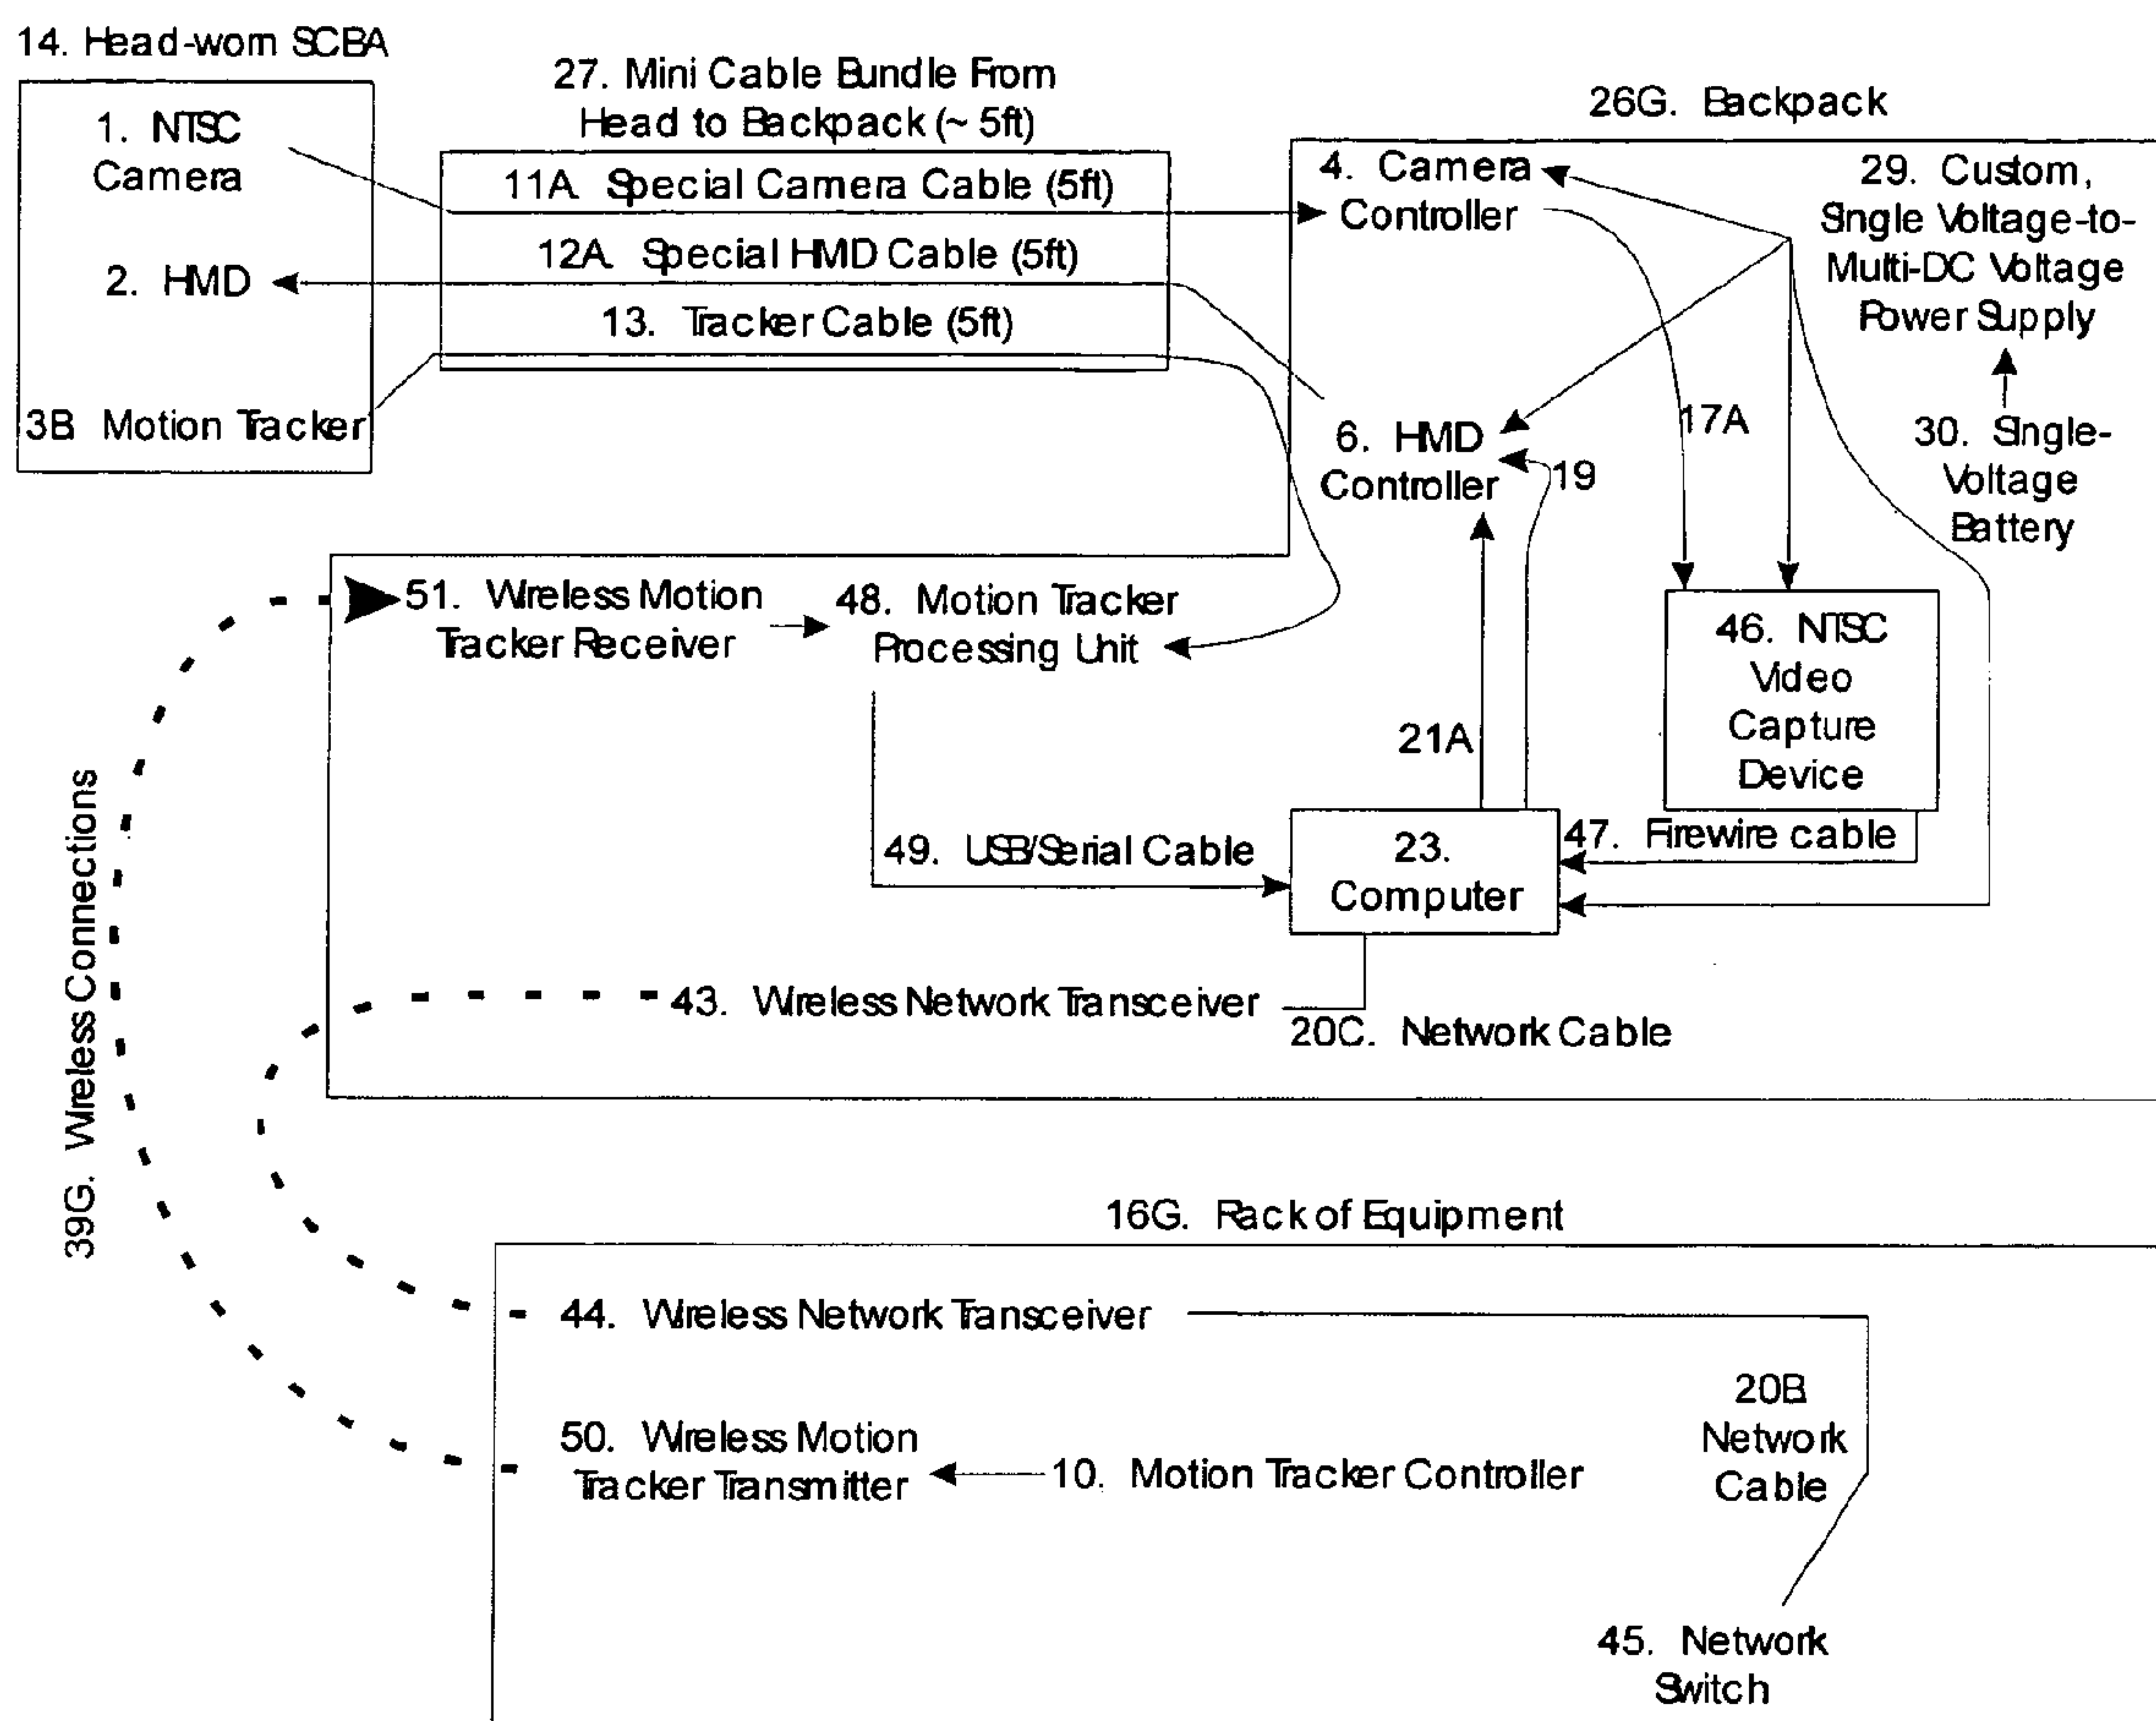 14. Head-worn SCBA
1. NTSC
Camera
2. HMD
3B Motion Tracker
27. Mini Cable Bundle From
Head to Backpack (~ 5ft)
11A Special Camera Cable (5ft)
12A Special HMD Cable (5ft)
13. Tracker Cable (5ft)
26G. Backpack
4. Camera
Controller
29. Custom,
Single Voltage-to-
Multi-DC Voltage
Power Supply
17A
6. HMD
Controller
19
30. Single-
Voltage
Battery
51. Wireless Motion
Tracker Receiver
48. Motion Tracker
Processing Unit
46. NTSC
Video
Capture
Device
21A
49. USB/Serial Cable
23.
Computer
47. Firewire cable
43. Wireless Network Transceiver
20C. Network Cable
39G. Wireless Connections
16G. Rack of Equipment
44. Wireless Network Transceiver
20B
Network
Cable
50. Wireless Motion
Tracker Transmitter
10. Motion Tracker Controller
45. Network
Switch